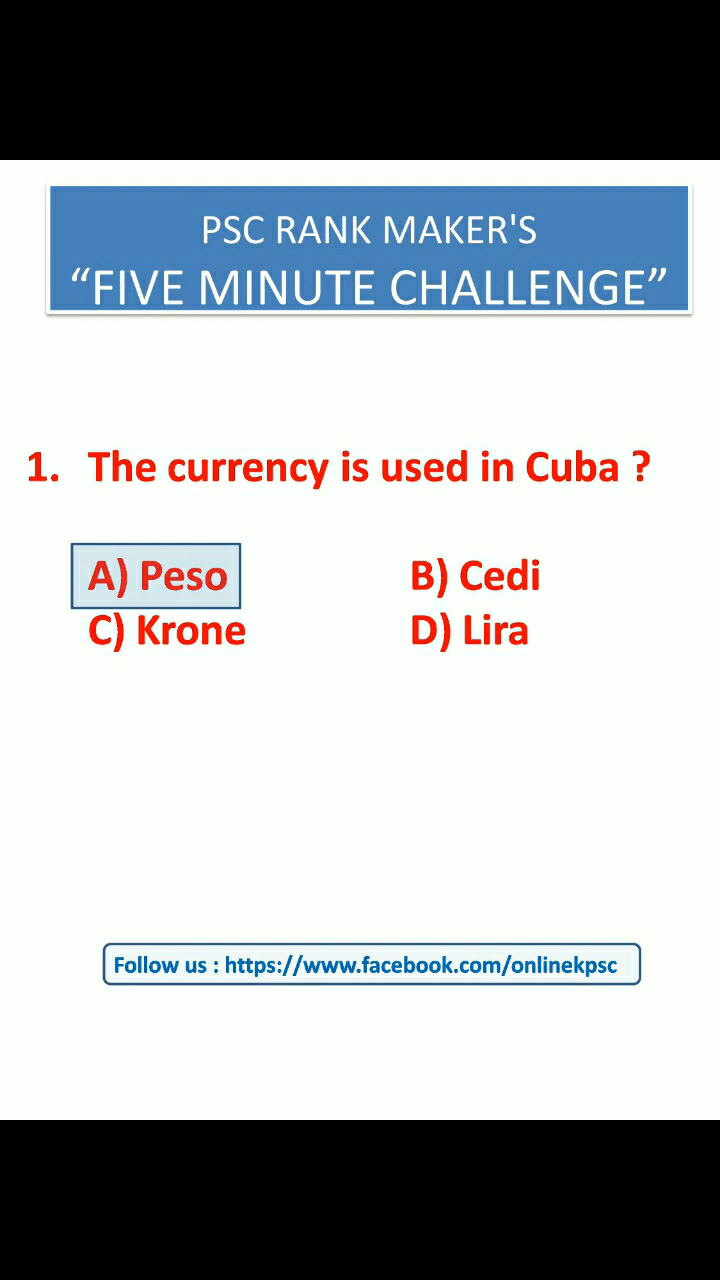 PSC RANK MAKER'S
“FIVE MINUTE CHALLENGE”
1. The currency is used in Cuba ?
A) Peso B) Cedi
C) Krone D) Lira
Follow us : https://www.facebook.com/onlinekpsc